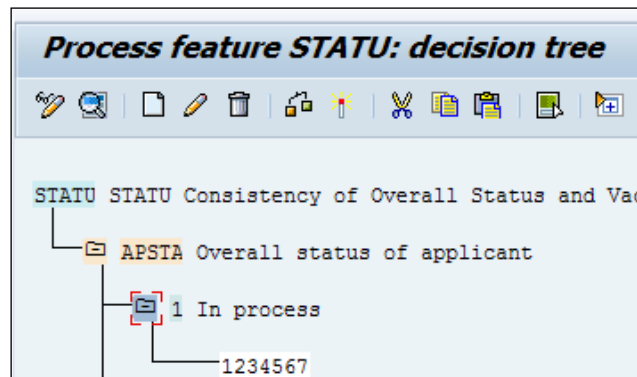 Process feature STATU: decision tree
STATU STATU Consistency of Overall Status and
APSTA Overall status of applicant
1 In process
1234567